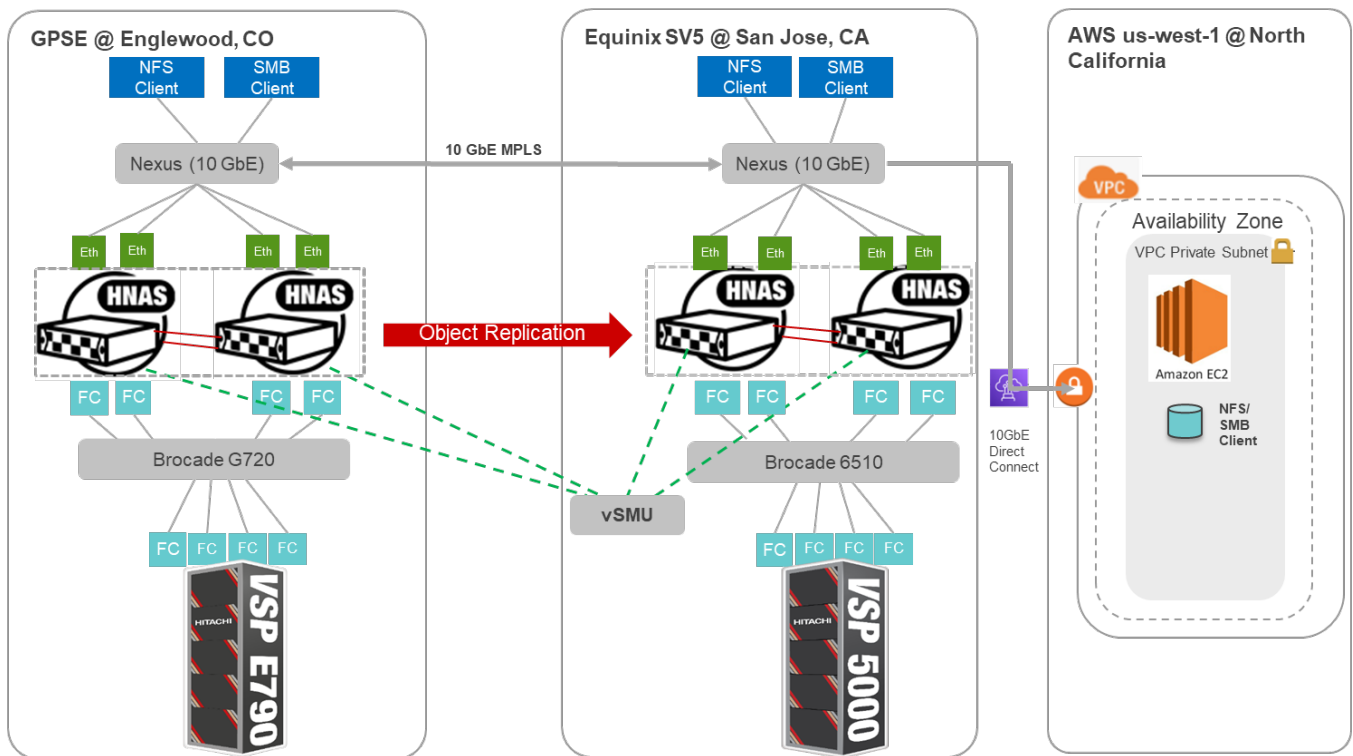 GPSE @ Englewood, CO
NFS
Client
SMB
Client
Nexus (10 GbE)
10 GbE MPLS
Eth
Eth
Eth
Eth
HNAS
HNAS
Object Replication
FC
FC
FC
FC
Brocade G720
FC
FC
FC
FC
HITACHI
VSP E790
Equinix SV5 @ San Jose, CA
NFS
Client
SMB
Client
Nexus (10 GbE)
Eth
Eth
Eth
Eth
HNAS
HNAS
FC
FC
FC
FC
Brocade 6510
vSMU
FC
FC
FC
FC
HITACHI
VSP 5000
10GbE
Direct
Connect
AWS us-west-1 @ North
California
VPC
Availability Zone
VPC Private Subnet
Amazon EC2
NFS/
SMB
Client